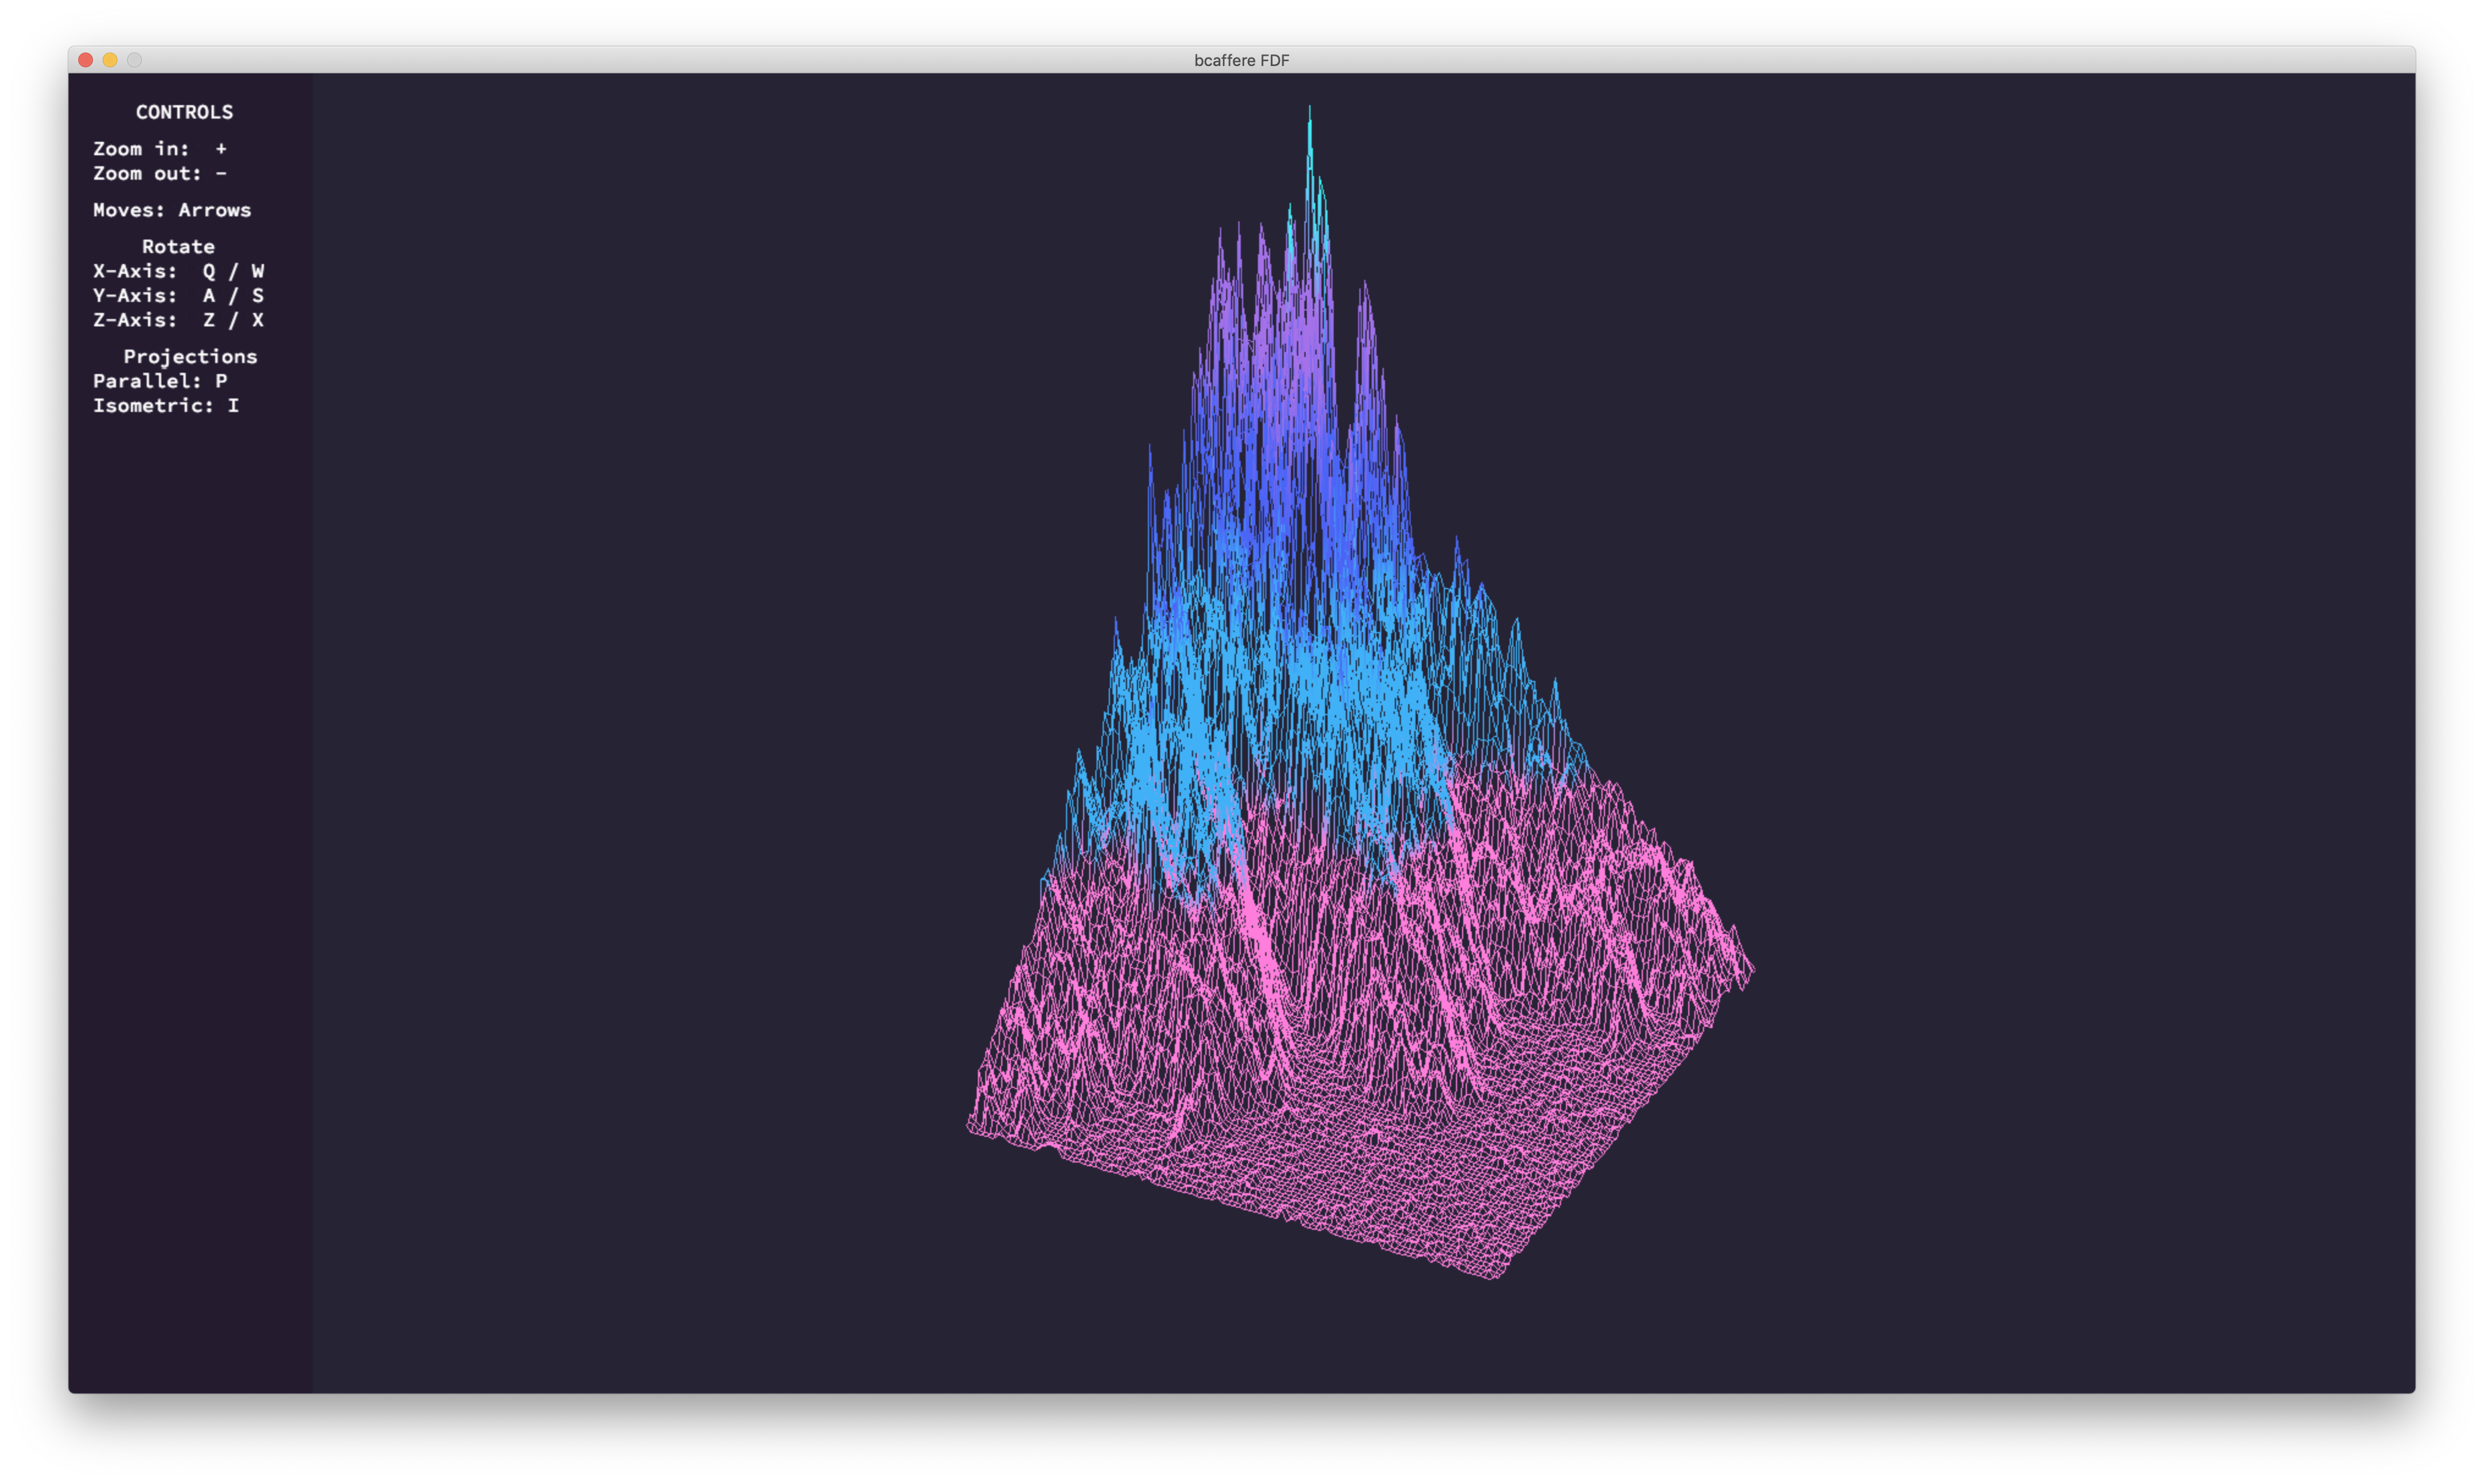 bcaffere FDF
CONTROLS
Zoom in: +
Zoom out: -
Moves: Arrows
Rotate
X-Axis: Q / W
Y-Axis: A / S
Z-Axis: Z / X
Projections
Parallel: P
Isometric: I